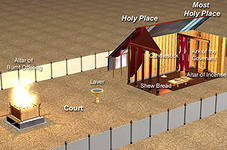 Most
Holy Place
Holy Place
Ark of the
Covenant
Candlestick
Altar of Incense
Shew Bread
Altar of
Burnt Offering
Laver
Court